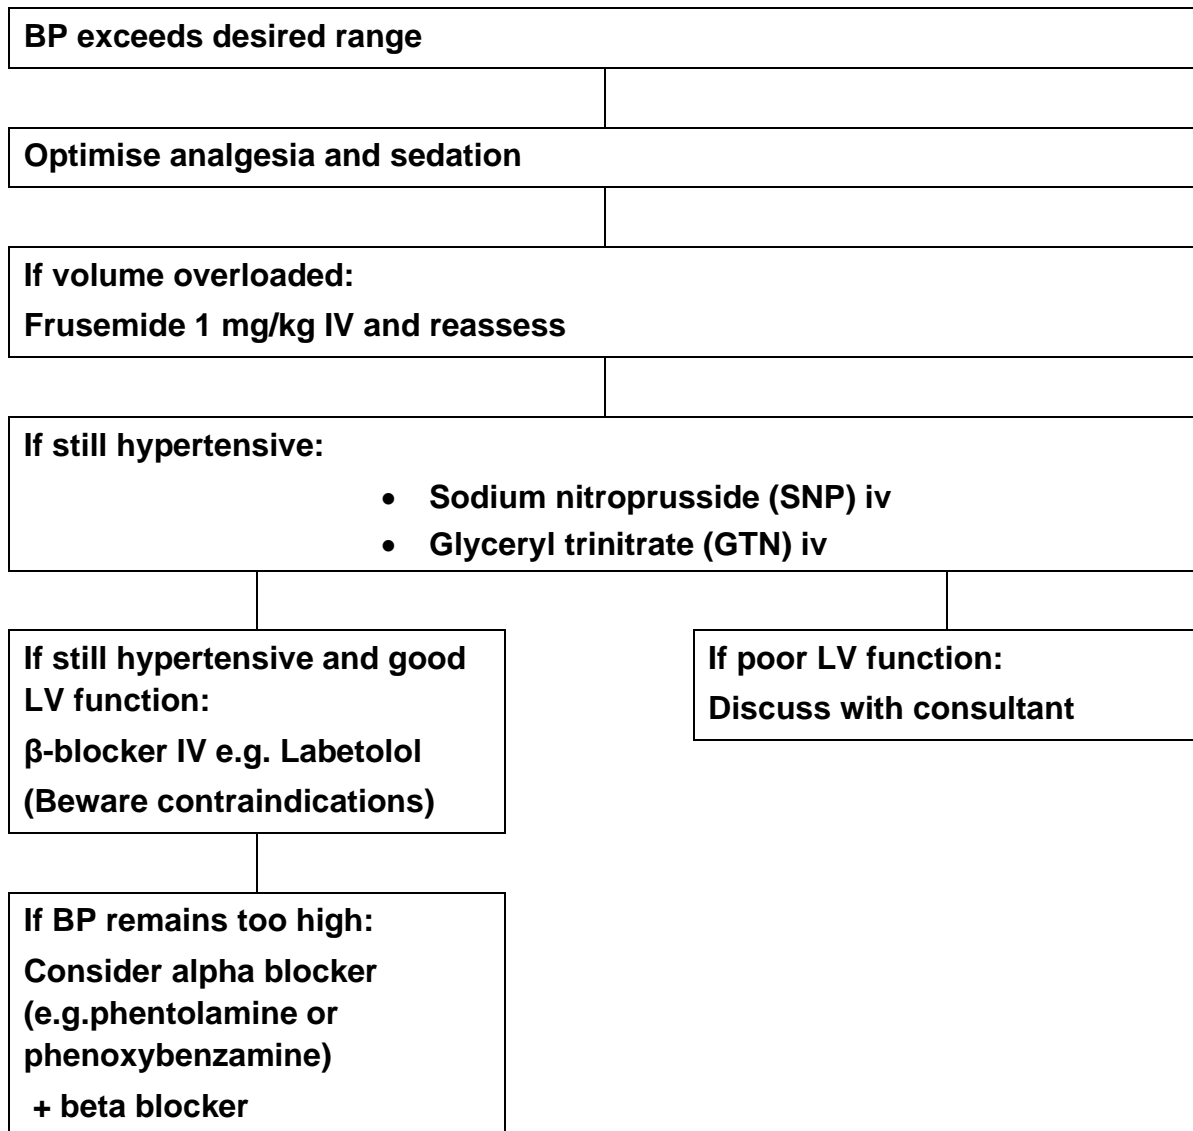 BP exceeds desired range
Optimise analgesia and sedation
If volume overloaded:
Frusemide 1 mg/kg IV and reassess
If still hypertensive:
• Sodium nitroprusside (SNP) iv
• Glyceryl trinitrate (GTN) iv
If still hypertensive and good
LV function:
β-blocker IV e.g. Labetolol
(Beware contraindications)
If poor LV function:
Discuss with consultant
If BP remains too high:
Consider alpha blocker
(e.g.phentolamine or
phenoxybenzamine)
+ beta blocker